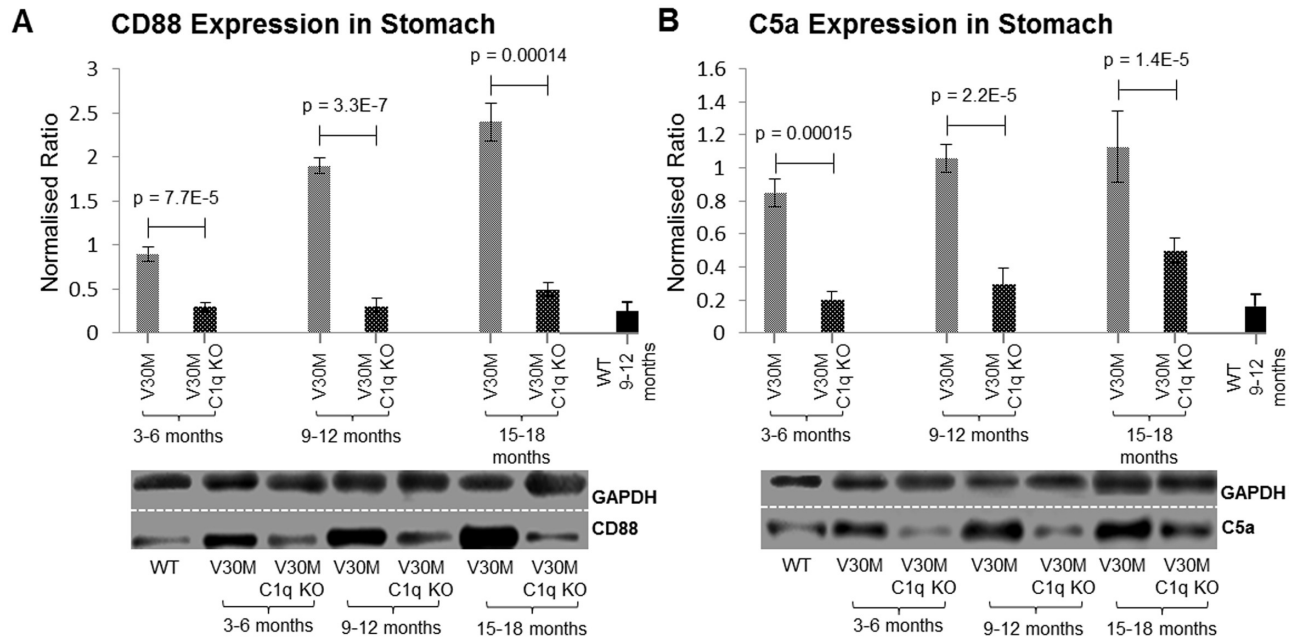 A
CD88 Expression in Stomach
Normalised Ratio
3
2.5
2
1.5
1
0.5
0
p = 7.7E-5
p = 3.3E-7
p = 0.00014
V30M
V30M
C1q KO
V30M
V30M
C1q KO
V30M
V30M
C1q KO
WT
9-12
months
3-6 months
9-12 months
15-18
months
GAPDH
CD88
WT
V30M
V30M
C1q KO
V30M
V30M
C1q KO
V30M
V30M
C1q KO
3-6 months
9-12 months
15-18 months
B
C5a Expression in Stomach
Normalised Ratio
1.6
1.4
1.2
1
0.8
0.6
0.4
0.2
0
p = 0.00015
p = 2.2E-5
p = 1.4E-5
V30M
V30M
C1q KO
V30M
V30M
C1q KO
V30M
V30M
C1q KO
WT
9-12
months
3-6 months
9-12 months
15-18
months
GAPDH
C5a
WT
V30M
V30M
C1q KO
V30M
V30M
C1q KO
V30M
V30M
C1q KO
3-6 months
9-12 months
15-18 months